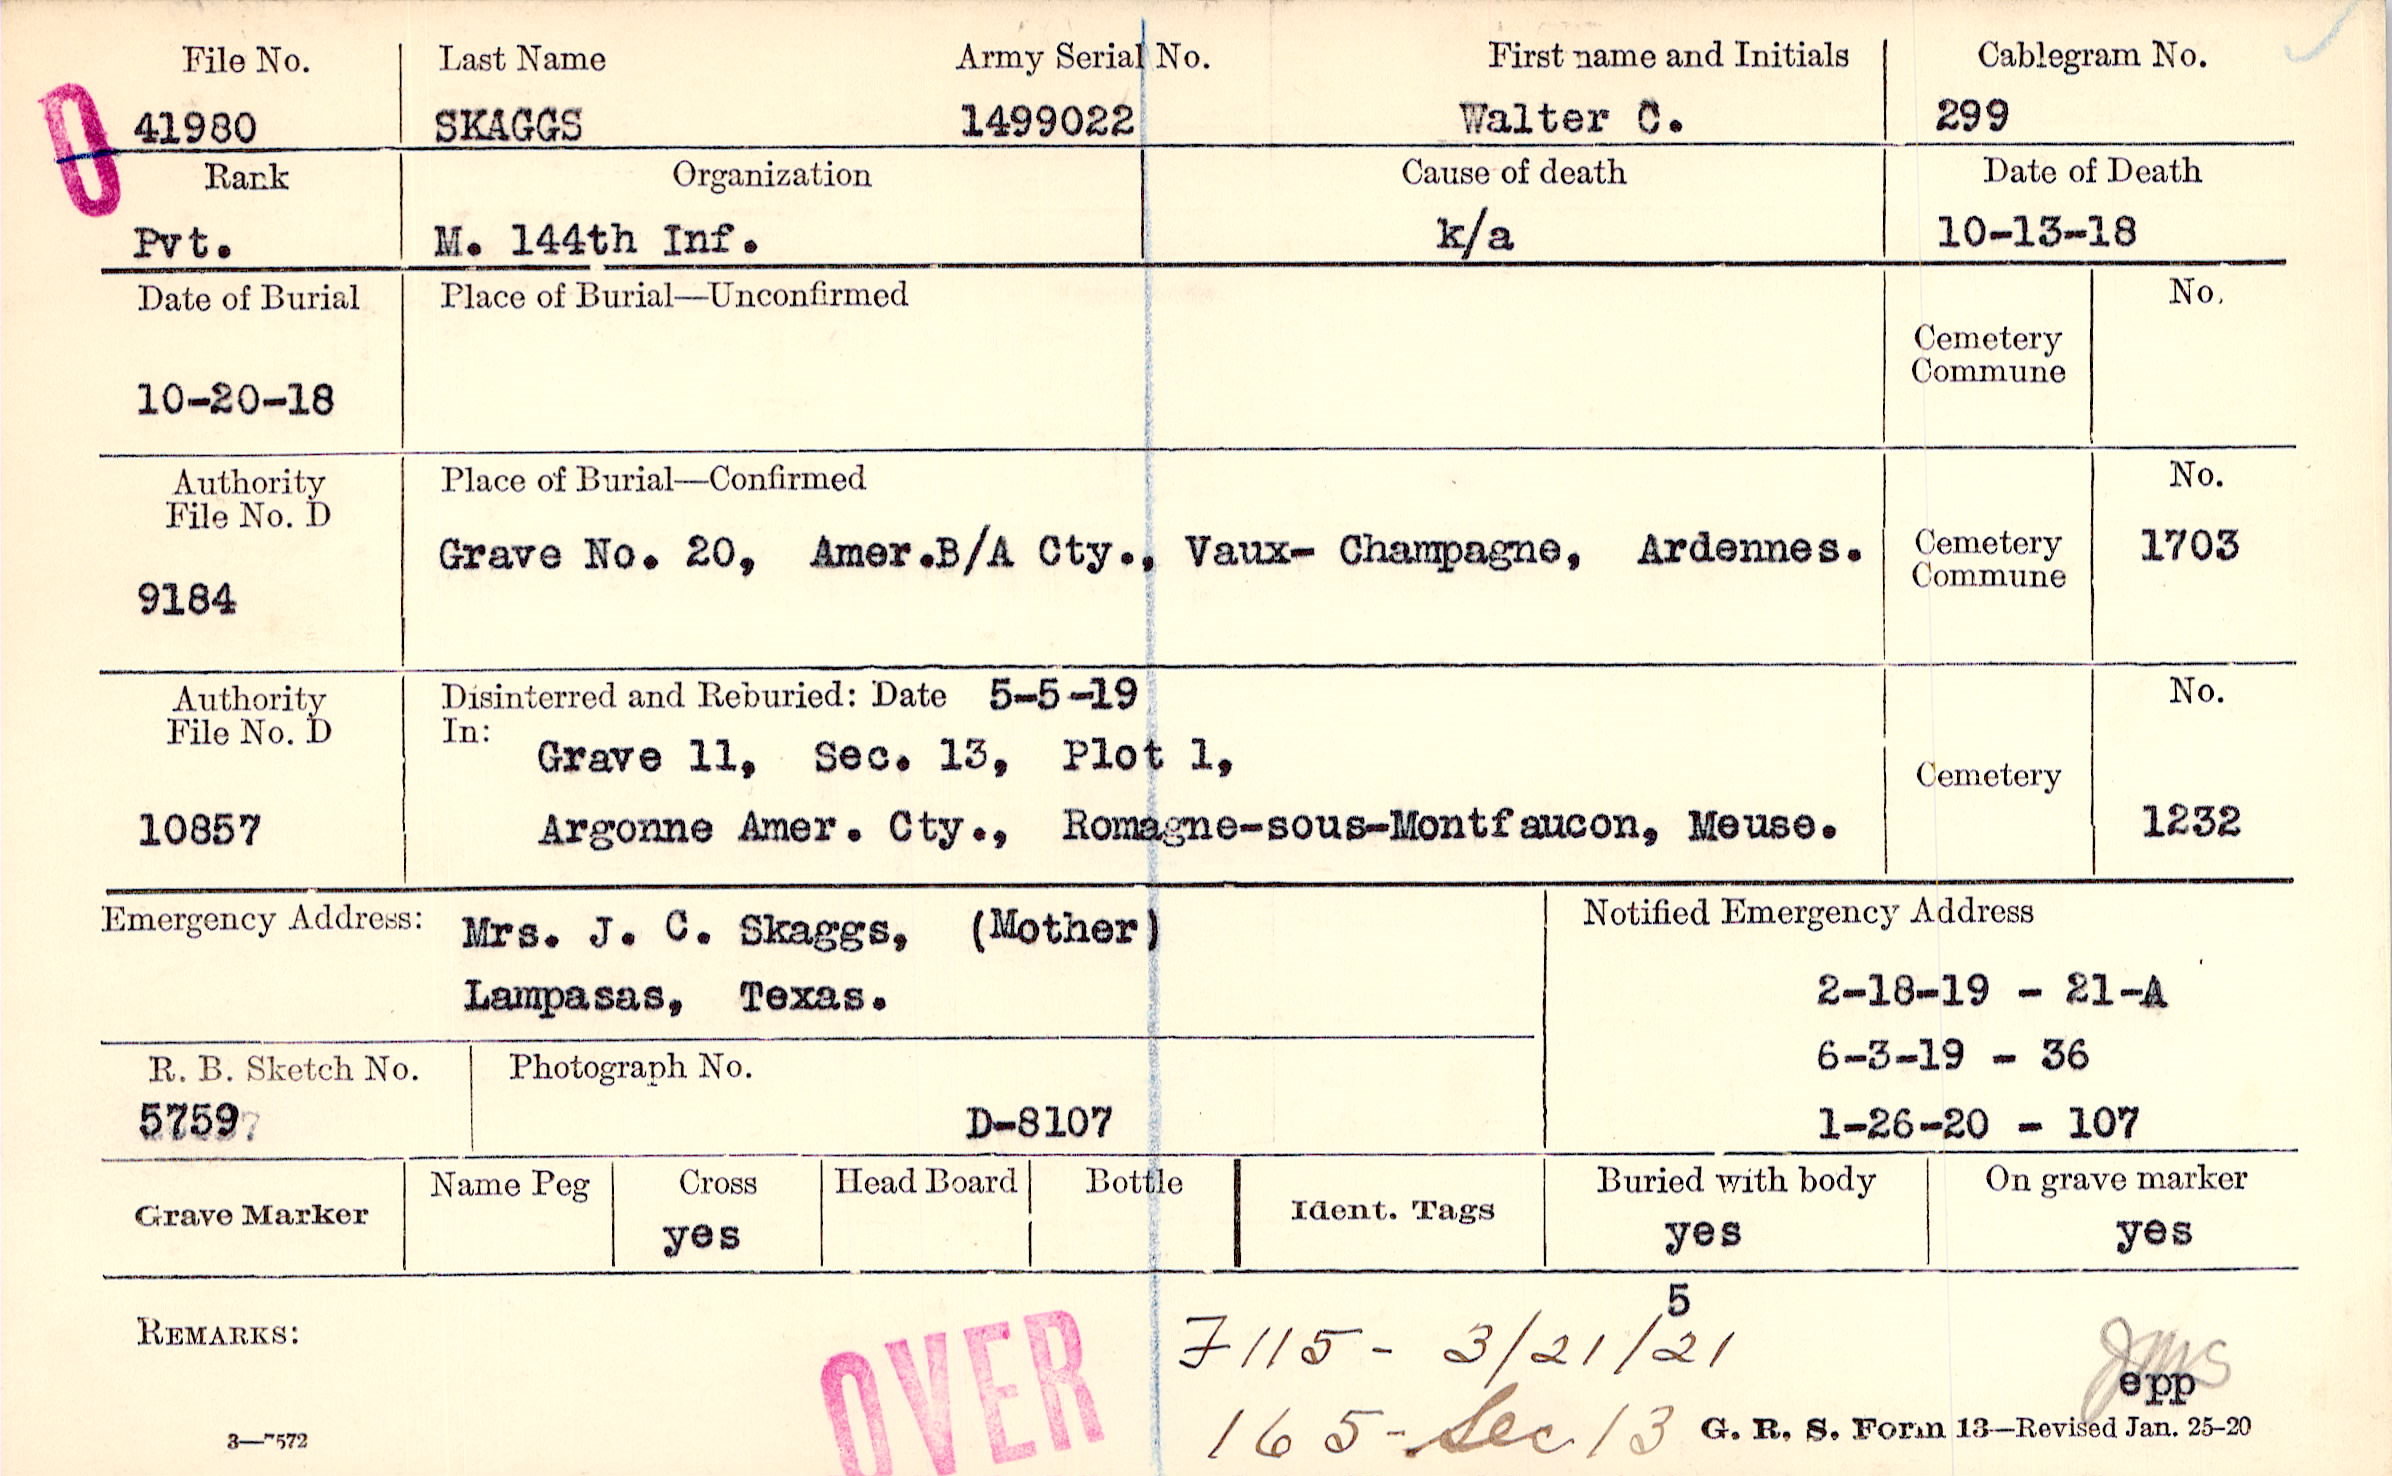 File No. Last Name Army Serial No. First name and Initials Cablegram No.
0 41980 SKAGGS 1499022 Walter C. 299
Rank Organization Cause of death Date of Death
Pvt. M. 144th Inf. k/a 10-13-18
Date of Burial Place of Burial—Unconfirmed No.
Cemetery
Commune
10-20-18
Authority Place of Burial—Confirmed No.
File No. D
Grave No. 20, Amer.B/A Cty., Vaux- Champagne, Ardennes. Cemetery 1703
Commune
9184
Authority Disinterred and Reburied: Date 5-5-19 No.
File No. D In:
Grave 11, Sec. 13, Plot 1,
Cemetery
10857 Argonne Amer. Cty., Romagne-sous-Montfaucon, Meuse. 1232
Emergency Address: Mrs. J. C. Skaggs, (Mother) Notified Emergency Address
Lampasas, Texas. 2-18-19 - 21-A
R. B. Sketch No. Photograph No. 6-3-19 - 36
5759 D-8107 1-26-20 - 107
Grave Marker Name Peg Cross Head Board Bottle Ident. Tags Buried with body On grave marker
yes yes yes
5
REMARKS: 7115 - 3/21/21
OVER epp
165 - Sec 13
3—7572 G. R. S. Form 13—Revised Jan. 25-20